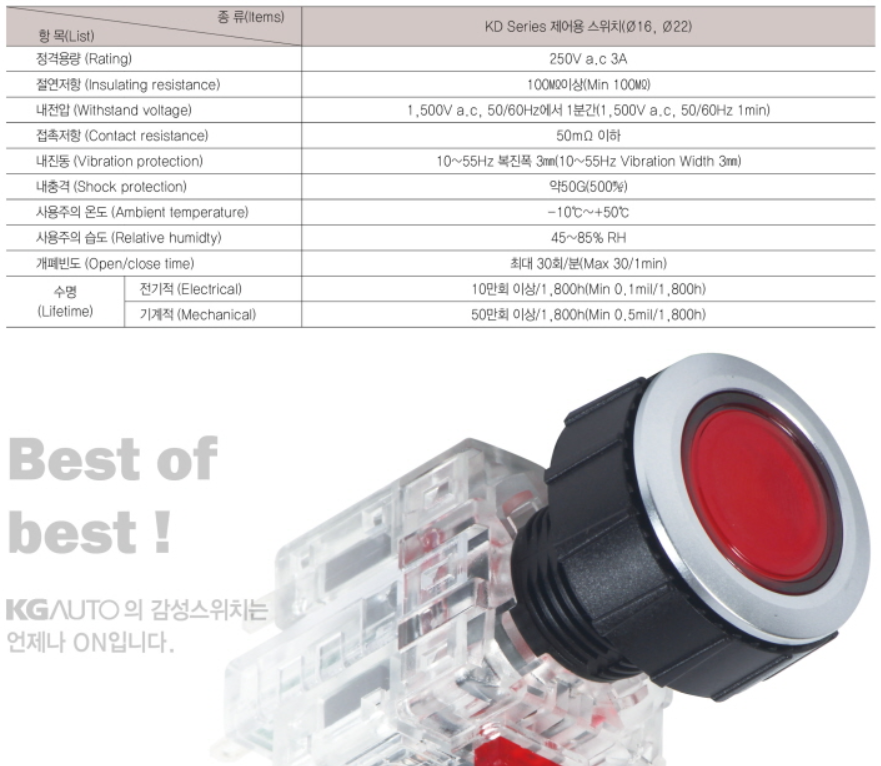 종 류(Items)
항 목(List)
KD Series 제어용 스위치(Ø16, Ø22)
정격용량 (Rating) 250V a.c 3A
절연저항 (Insulating resistance) 100㏁이상(Min 100㏁)
내전압 (Withstand voltage) 1,500V a.c, 50/60Hz에서 1분간(1,500V a.c, 50/60Hz 1min)
접촉저항 (Contact resistance) 50mΩ 이하
내진동 (Vibration protection) 10~55Hz 복진폭 3㎜(10~55Hz Vibration Width 3㎜)
내충격 (Shock protection) 약50G(500㎨)
사용주의 온도 (Ambient temperature) -10℃~+50℃
사용주의 습도 (Relative humidty) 45~85% RH
개폐빈도 (Open/close time) 최대 30회/분(Max 30/1min)
수명
(Lifetime)
전기적 (Electrical) 10만회 이상/1,800h(Min 0.1mil/1,800h)
기계적 (Mechanical) 50만회 이상/1,800h(Min 0.5mil/1,800h)
Best of
best !
KGAUTO 의 감성스위치는
언제나 ON입니다.